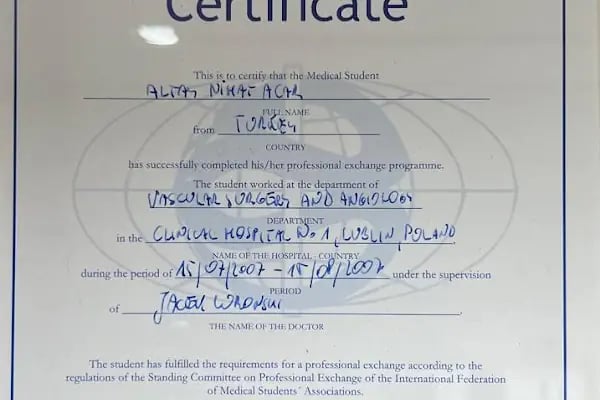 Certificate
This is to certify that the Medical Student
ALTAY NIHAT ACAR
FULL NAME
from TURKEY
COUNTRY
has successfully completed his/her professional exchange programme.
The student worked at the department of
VASCULAR SURGERY AND ANGIOLOGY
DEPARTMENT
in the CLINICAL HOSPITAL No. 1, LUBLIN, POLAND
NAME OF THE HOSPITAL - COUNTRY
during the period of 15/07/2007 - 15/08/2007 under the supervision
PERIOD
of JACEK WRONSKI
THE NAME OF THE DOCTOR
The student has fulfilled the requirements for a professional exchange according to the
regulations of the Standing Committee on Professional Exchange of the International Federation
of Medical Students´ Associations.